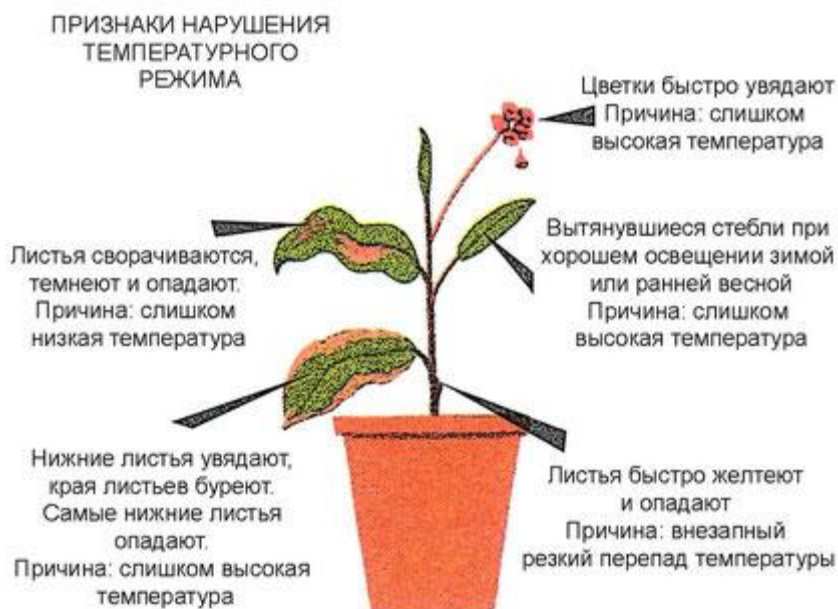 ПРИЗНАКИ НАРУШЕНИЯ
ТЕМПЕРАТУРНОГО
РЕЖИМА
Цветки быстро увядают
Причина: слишком
высокая температура
Листья сворачиваются,
темнеют и опадают.
Причина: слишком
низкая температура
Вытянувшиеся стебли при
хорошем освещении зимой
или ранней весной
Причина: слишком
высокая температура
Нижние листья увядают,
края листьев буреют.
Самые нижние листья
опадают.
Причина: слишком высокая
температура
Листья быстро желтеют
и опадают
Причина: внезапный
резкий перепад температуры